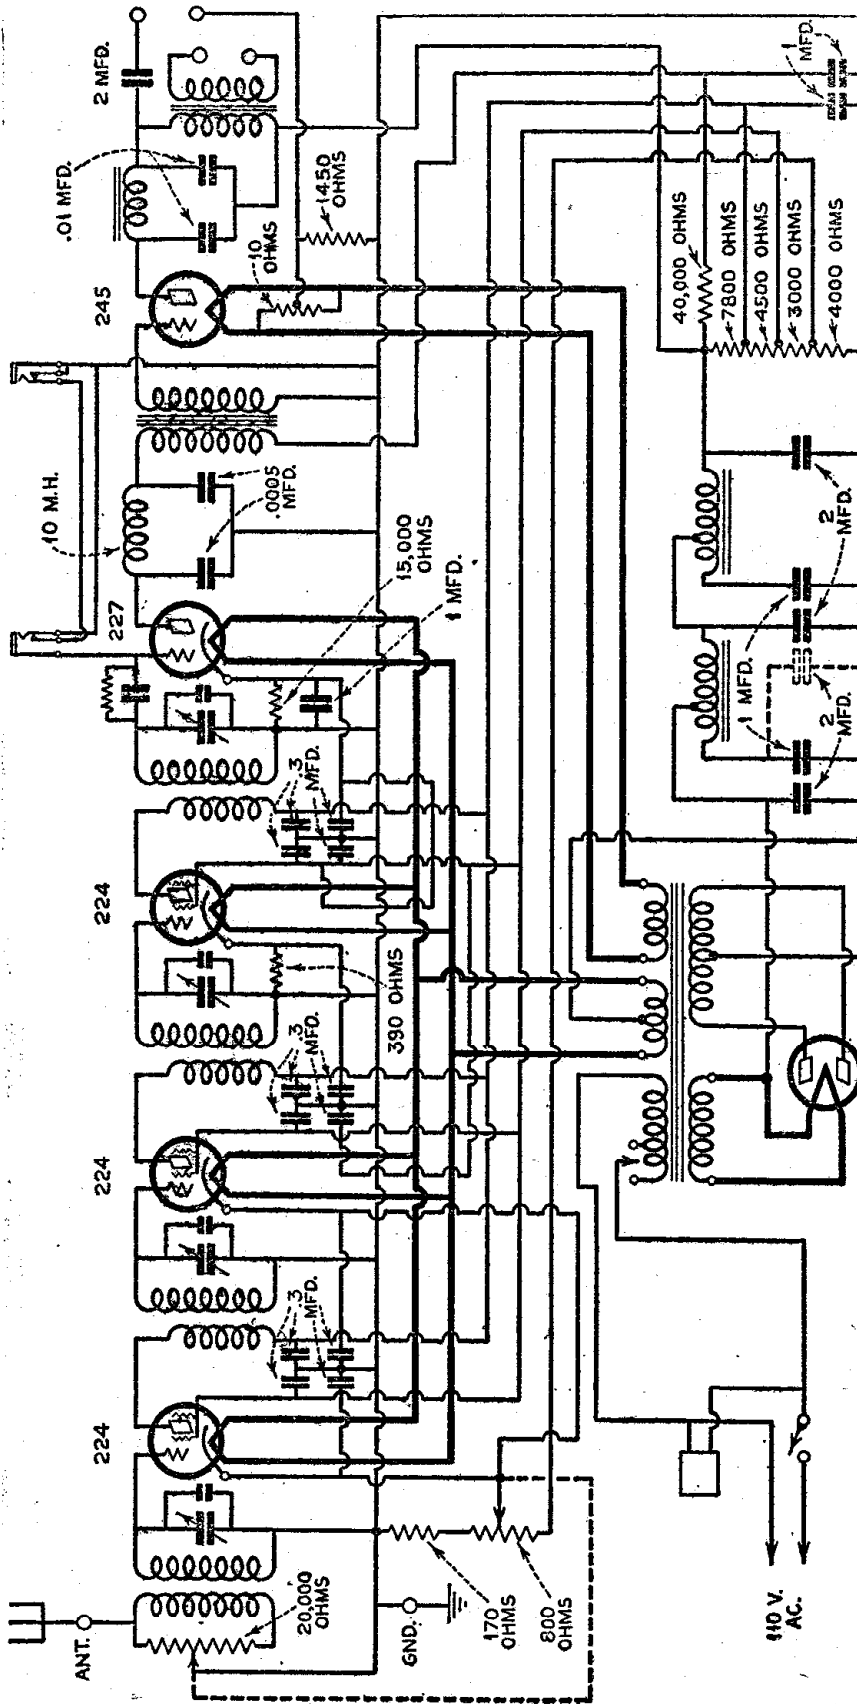 ANT.
20,000
OHMS
GND.
170
OHMS
800
OHMS
224
.3
MFD.
224
.3
MFD.
390 OHMS
224
.3
MFD.
227
15,000
OHMS
1 MFD.
10 M.H.
.0005
MFD.
245
10
OHMS
1450
OHMS
.01 MFD.
2 MFD.
110 V.
AC.
1 MFD.
2
MFD.
2
MFD.
40,000 OHMS
7800 OHMS
4500 OHMS
3000 OHMS
4000 OHMS
1
MFD.